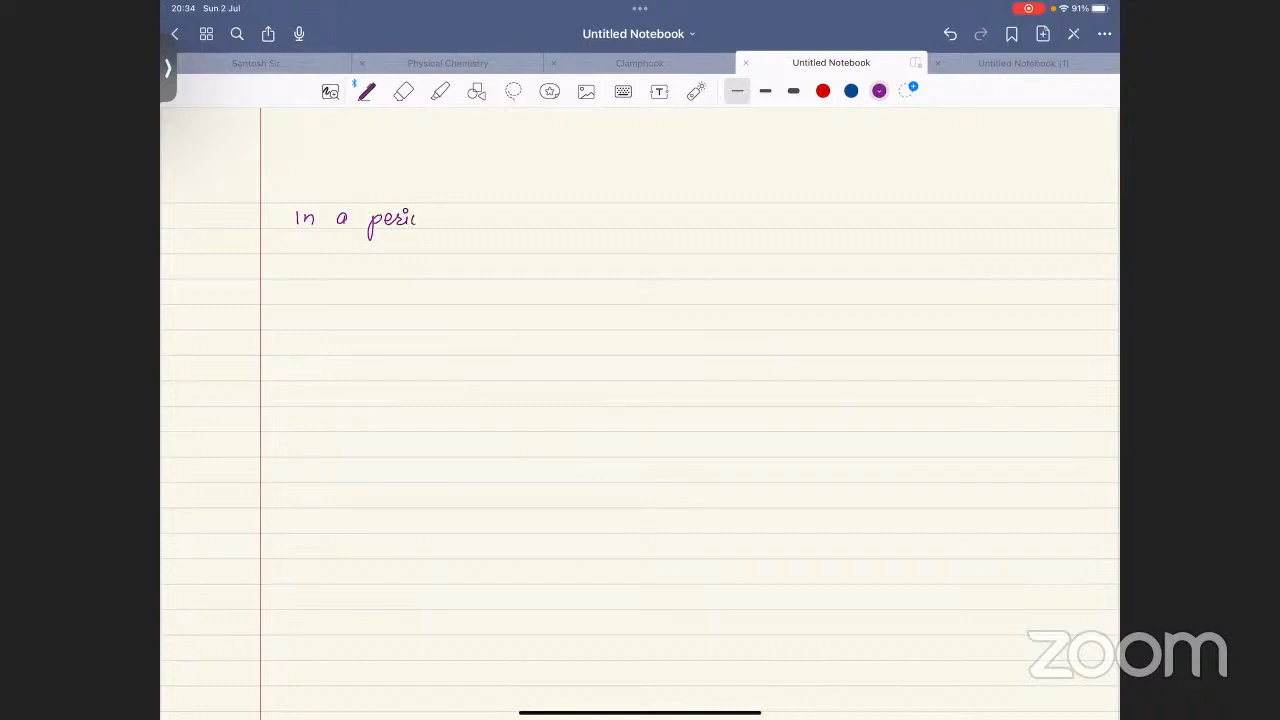 20:34 Sun 2 Jul
91%
Untitled Notebook
Santosh Sir
Physical Chemistry
Clamphook
Untitled Notebook
Untitled Notebook (1)
T
In a peri
zoom